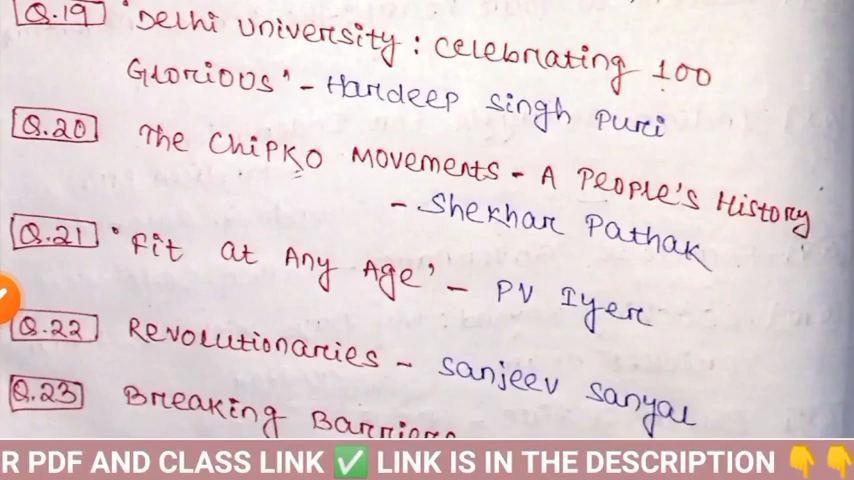 Q.19 'Delhi University : Celebrating 100
Glorious' - Hardeep Singh Puri
Q.20 The Chipko Movements - A People's History
- Shekhar Pathak
Q.21 'Fit at Any Age' - PV Iyer
Q.22 Revolutionaries - Sanjeev Sanyal
Q.23 Breaking Barriers
R PDF AND CLASS LINK ✅ LINK IS IN THE DESCRIPTION 👇👇